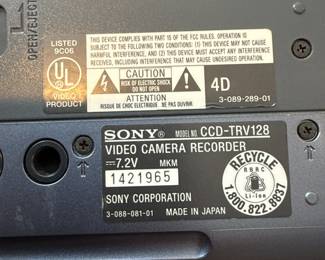 OPEN/EJECT
LISTED
9C06
UL
VIDEO
PRODUCT
THIS DEVICE COMPLIES WITH PART 15 OF THE FCC RULES. OPERATION IS
SUBJECT TO THE FOLLOWING TWO CONDITIONS: (1) THIS DEVICE MAY NOT
CAUSE HARMFUL INTERFERENCE, AND (2) THIS DEVICE MUST ACCEPT
ANY INTERFERENCE RECEIVED, INCLUDING INTERFERENCE THAT MAY
CAUSE UNDESIRED OPERATION.
CAUTION
RISK OF ELECTRIC SHOCK
DO NOT OPEN
ATTENTION
RISQUE DE CHOC ELECTRIQUE NE PAS OUVRIR
4D
3-089-289-01
SONY® MODEL NO. CCD-TRV128
VIDEO CAMERA RECORDER
7.2V MKM
1421965
SONY CORPORATION
3-088-081-01 MADE IN JAPAN
RECYCLE
RBRC
Li-Ion
1.800.822.8837